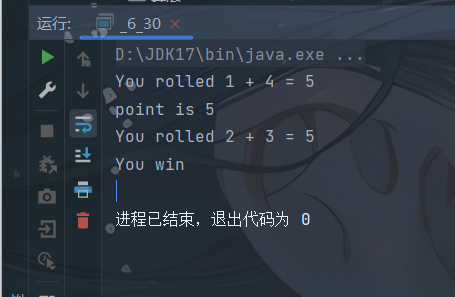 运行: _6_30
D:\JDK17\bin\java.exe ...
You rolled 1 + 4 = 5
point is 5
You rolled 2 + 3 = 5
You win
进程已结束，退出代码为 0